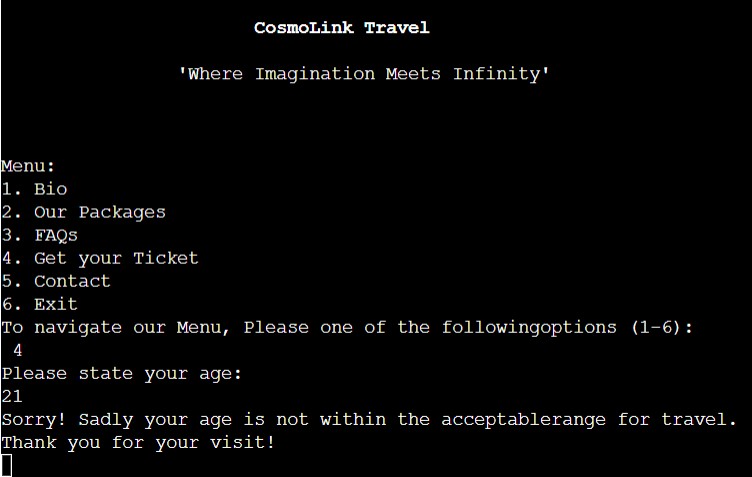 CosmoLink Travel
'Where Imagination Meets Infinity'
Menu:
1. Bio
2. Our Packages
3. FAQs
4. Get your Ticket
5. Contact
6. Exit
To navigate our Menu, Please one of the followingoptions (1-6):
4
Please state your age:
21
Sorry! Sadly your age is not within the acceptablerange for travel.
Thank you for your visit!